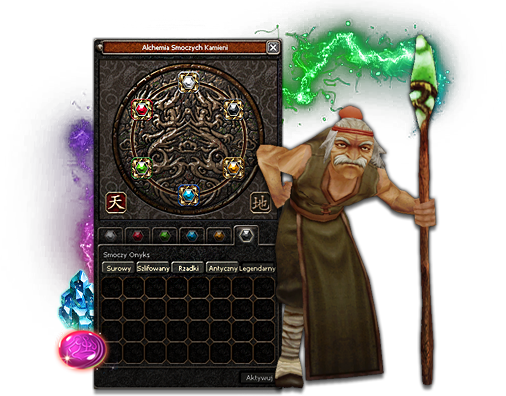 Alchemia Smoczych Kamieni
天 地
Smoczy Onyks
Surowy Szlifowany Rzadki Antyczny Legendarny
Aktywuj